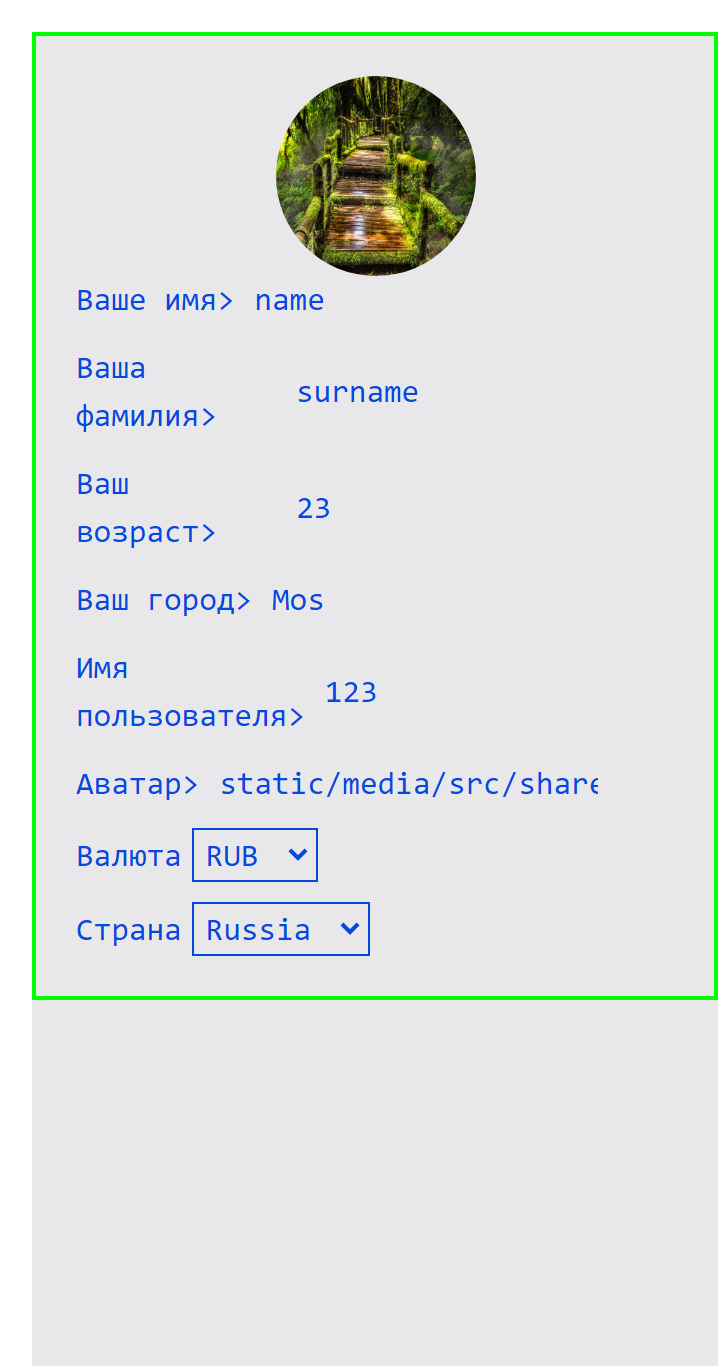 Ваше имя> name
Ваша
фамилия>
surname
Ваш
возраст>
23
Ваш город> Mos
Имя
пользователя>
123
Аватар> static/media/src/share
Валюта RUB
Страна Russia